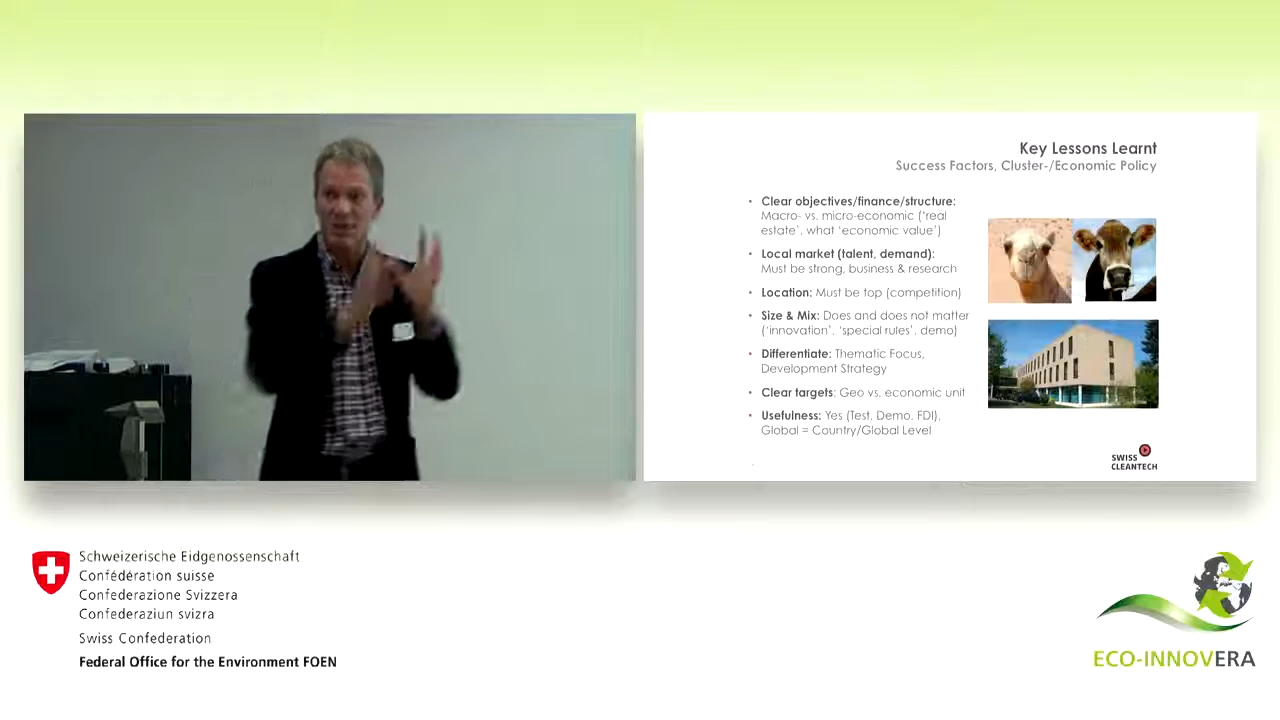 Key Lessons Learnt
Success Factors, Cluster-/Economic Policy
• Clear objectives/finance/structure:
Macro- vs. micro-economic ('real
estate', what 'economic value')
• Local market (talent, demand):
Must be strong, business & research
• Location: Must be top (competition)
• Size & Mix: Does and does not matter
('innovation', 'special rules', demo)
• Differentiate: Thematic Focus,
Development Strategy
• Clear targets: Geo vs. economic unit
• Usefulness: Yes (Test, Demo, FDI),
Global = Country/Global Level
SWISS
CLEANTECH
Schweizerische Eidgenossenschaft
Confédération suisse
Confederazione Svizzera
Confederaziun svizra
Swiss Confederation
Federal Office for the Environment FOEN
ECO-INNOVERA